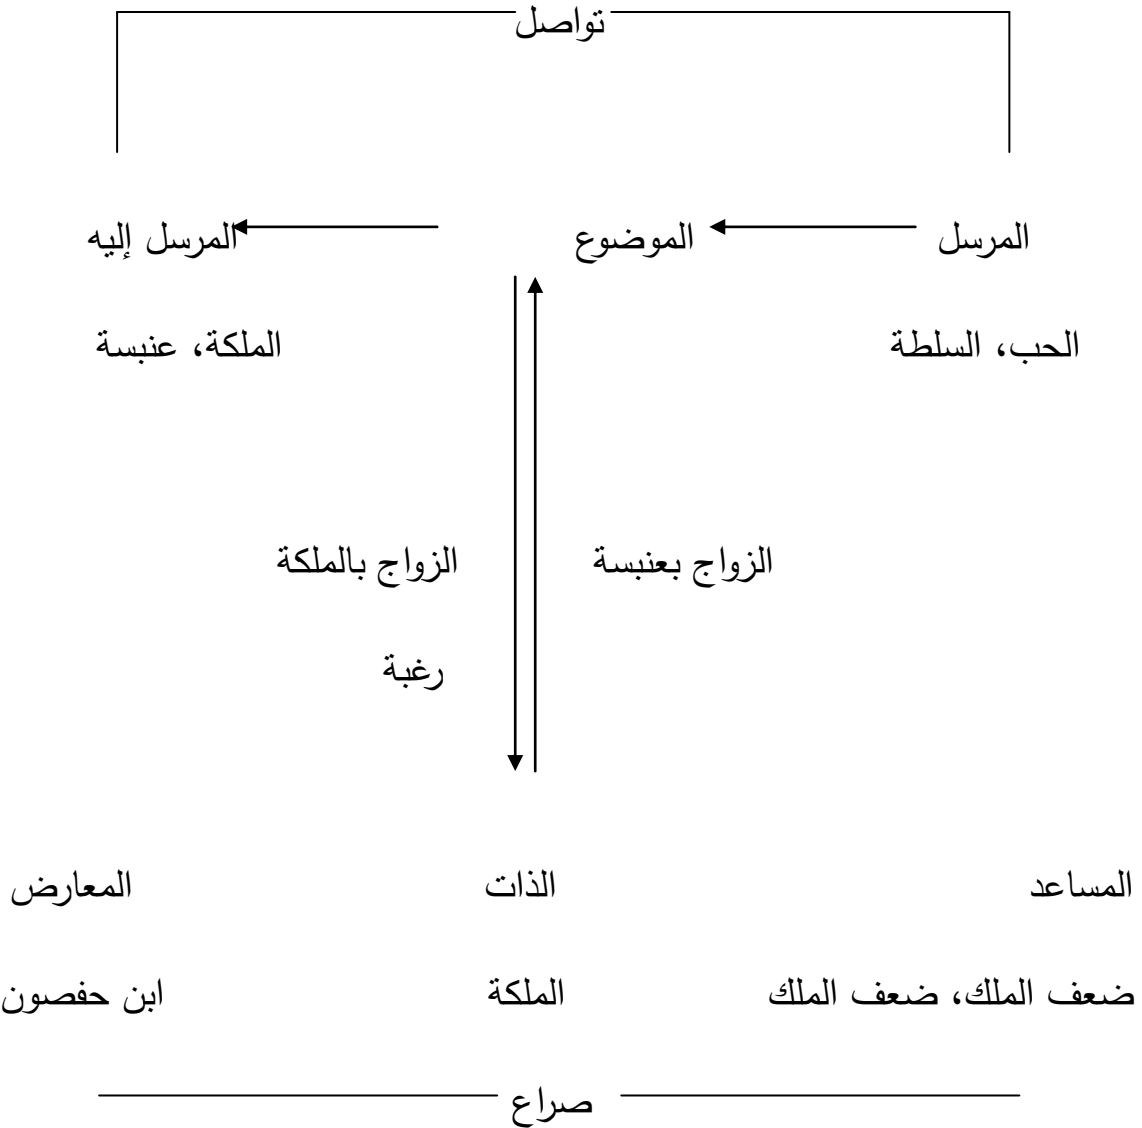 تواصل
المرسل الموضوع المرسل إليه
الحب، السلطة الملكة، عنبسة
الزواج بعنبسة الزواج بالملكة
رغبة
المساعد الذات المعارض
ضعف الملك، ضعف الملك الملكة ابن حفصون
صراع